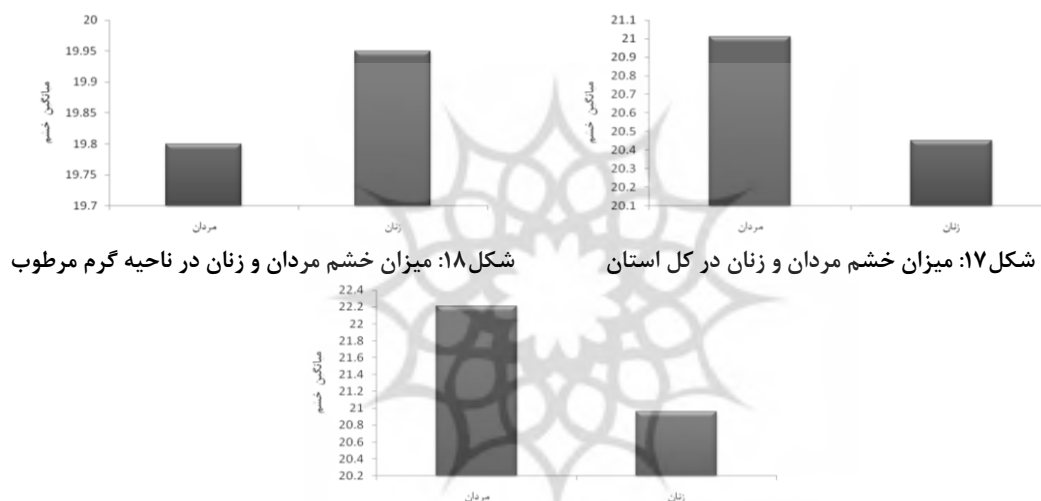 21.1
21
20.9
20.8
20.7
20.6
20.5
20.4
20.3
20.2
20.1
میانگین خشم
مردان
زنان
شکل۱۷: میزان خشم مردان و زنان در کل استان
20
19.95
19.9
19.85
19.8
19.75
19.7
میانگین خشم
مردان
زنان
شکل۱۸: میزان خشم مردان و زنان در ناحیه گرم مرطوب
22.4
22.2
22
21.8
21.6
21.4
21.2
21
20.8
20.6
20.4
20.2
میانگین خشم
مردان
زنان